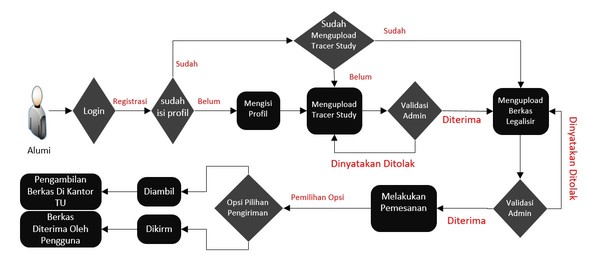 Sudah
Mengupload
Tracer Study
Sudah
Sudah
Belum
Alumi
Login
Registrasi
sudah
isi profil
Belum
Mengisi
Profil
Mengupload
Tracer Study
Validasi
Admin
Diterima
Mengupload
Berkas
Legalisir
Dinyatakan Ditolak
Dinyatakan Ditolak
Pengambilan
Berkas Di Kantor
TU
Diambil
Opsi Pilihan
Pengiriman
Pemilihan Opsi
Melakukan
Pemesanan
Diterima
Validasi
Admin
Berkas
Diterima Oleh
Pengguna
Dikirm